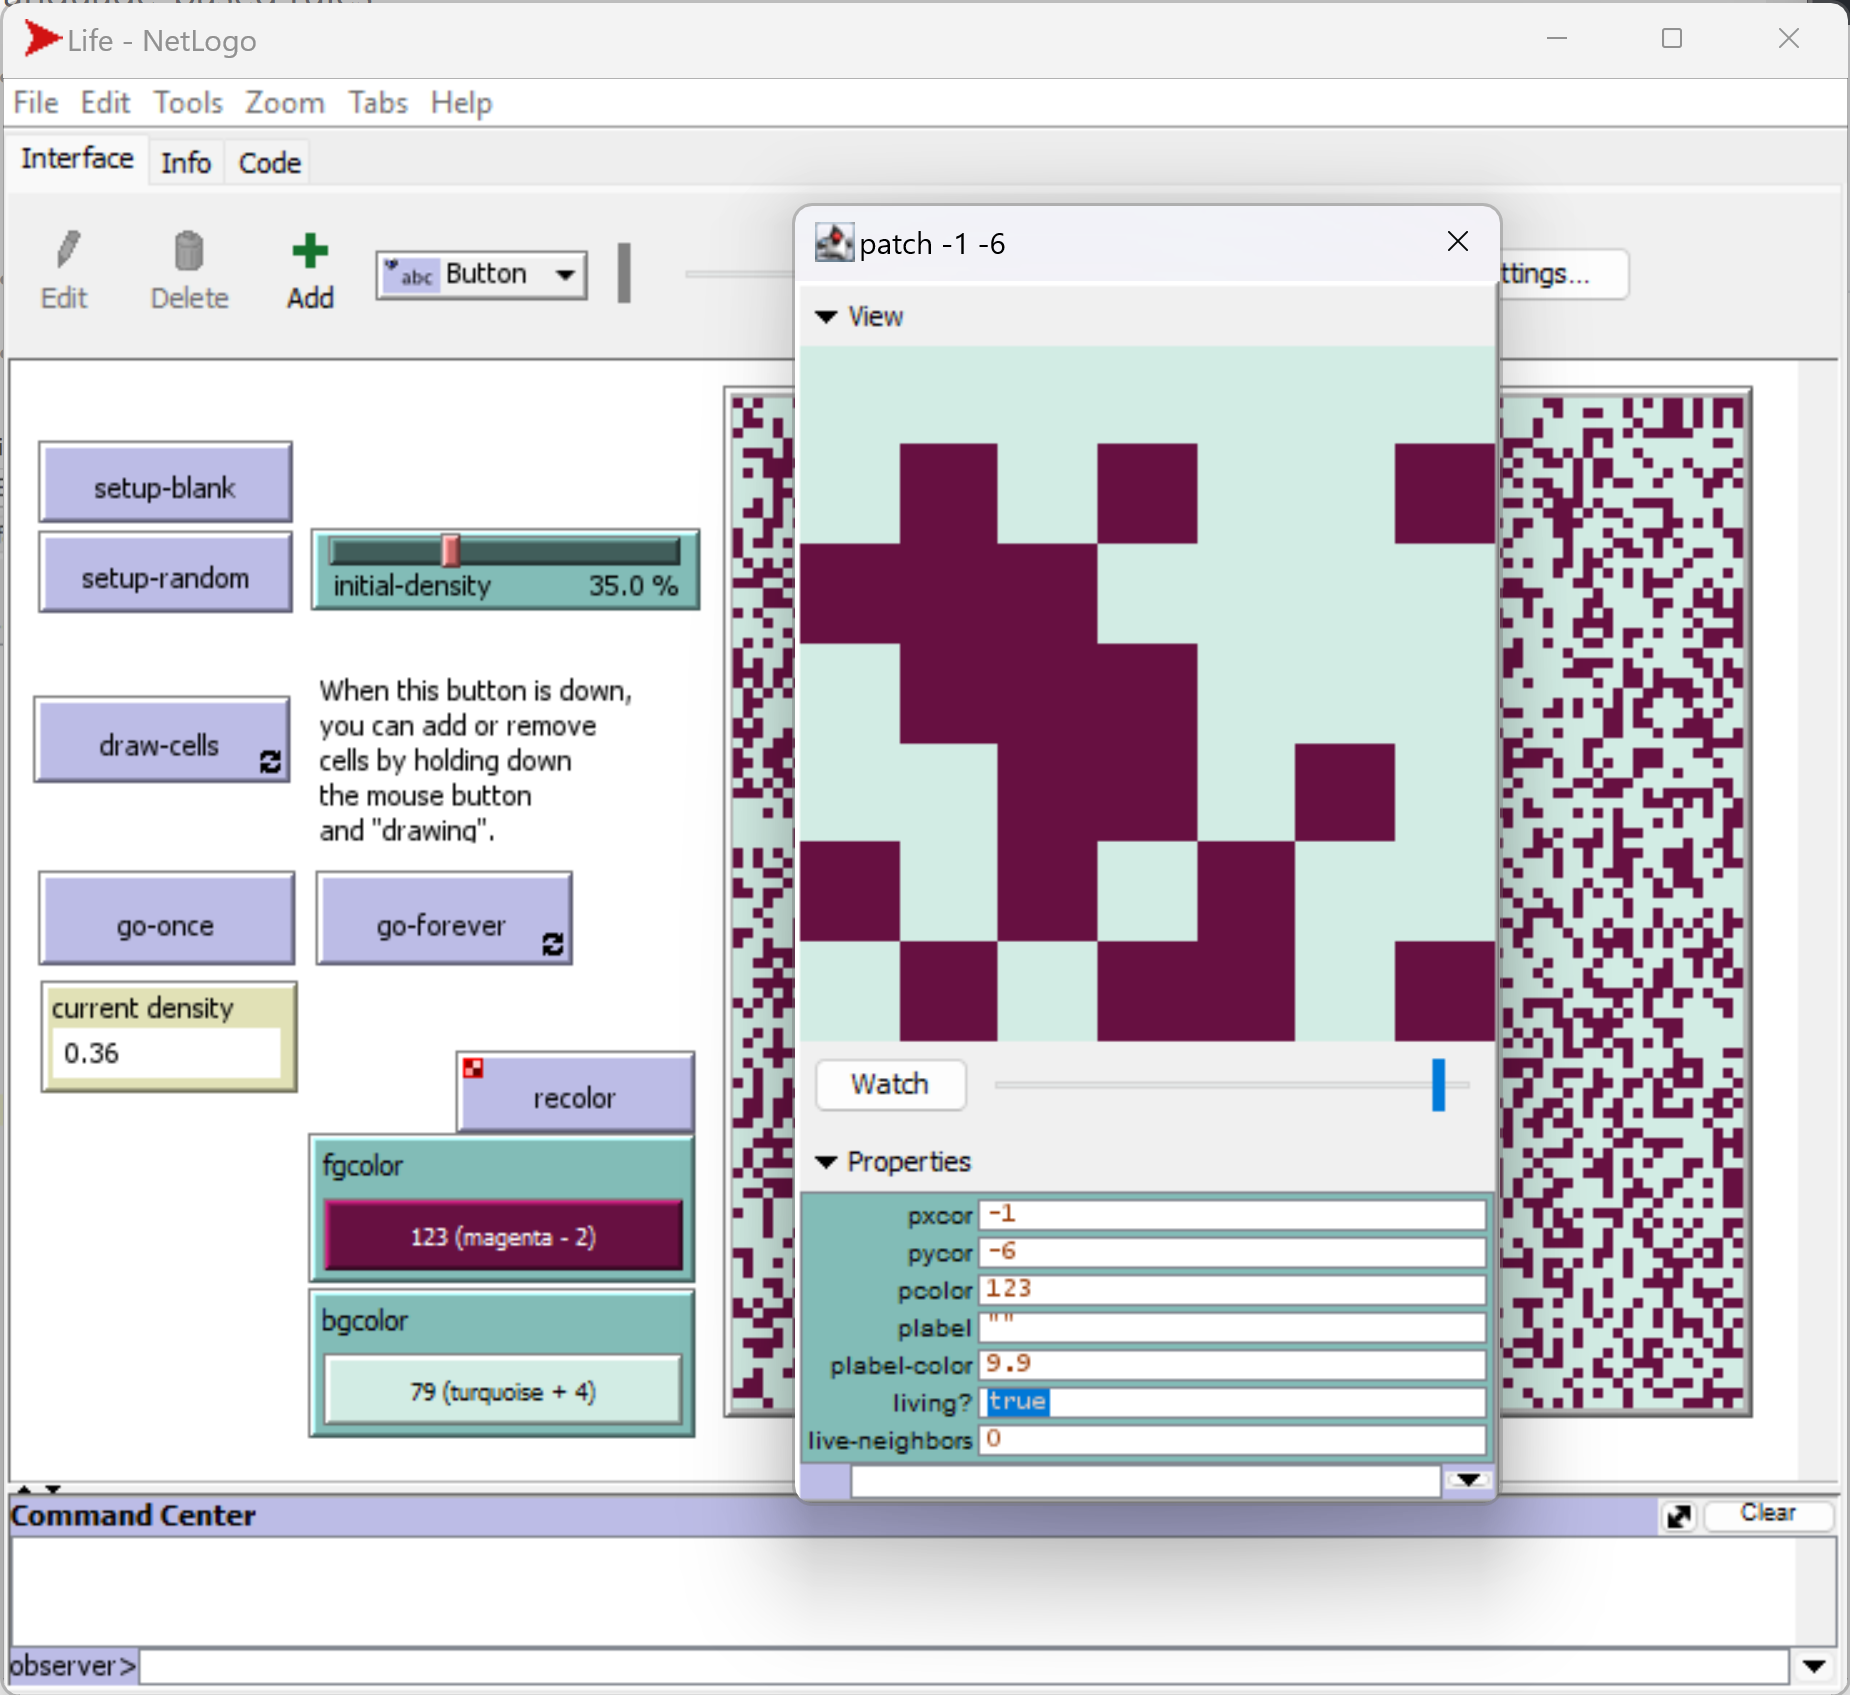 Life - NetLogo
File Edit Tools Zoom Tabs Help
Interface Info Code
Edit Delete Add abc Button ttings...
patch -1 -6
View
setup-blank
setup-random
initial-density 35.0 %
draw-cells
When this button is down,
you can add or remove
cells by holding down
the mouse button
and "drawing".
go-once go-forever
current density
0.36
recolor
fgcolor
123 (magenta - 2)
bgcolor
79 (turquoise + 4)
Watch
Properties
pxcor -1
pycor -6
pcolor 123
plabel ""
plabel-color 9.9
living? true
live-neighbors 0
Command Center Clear
observer>